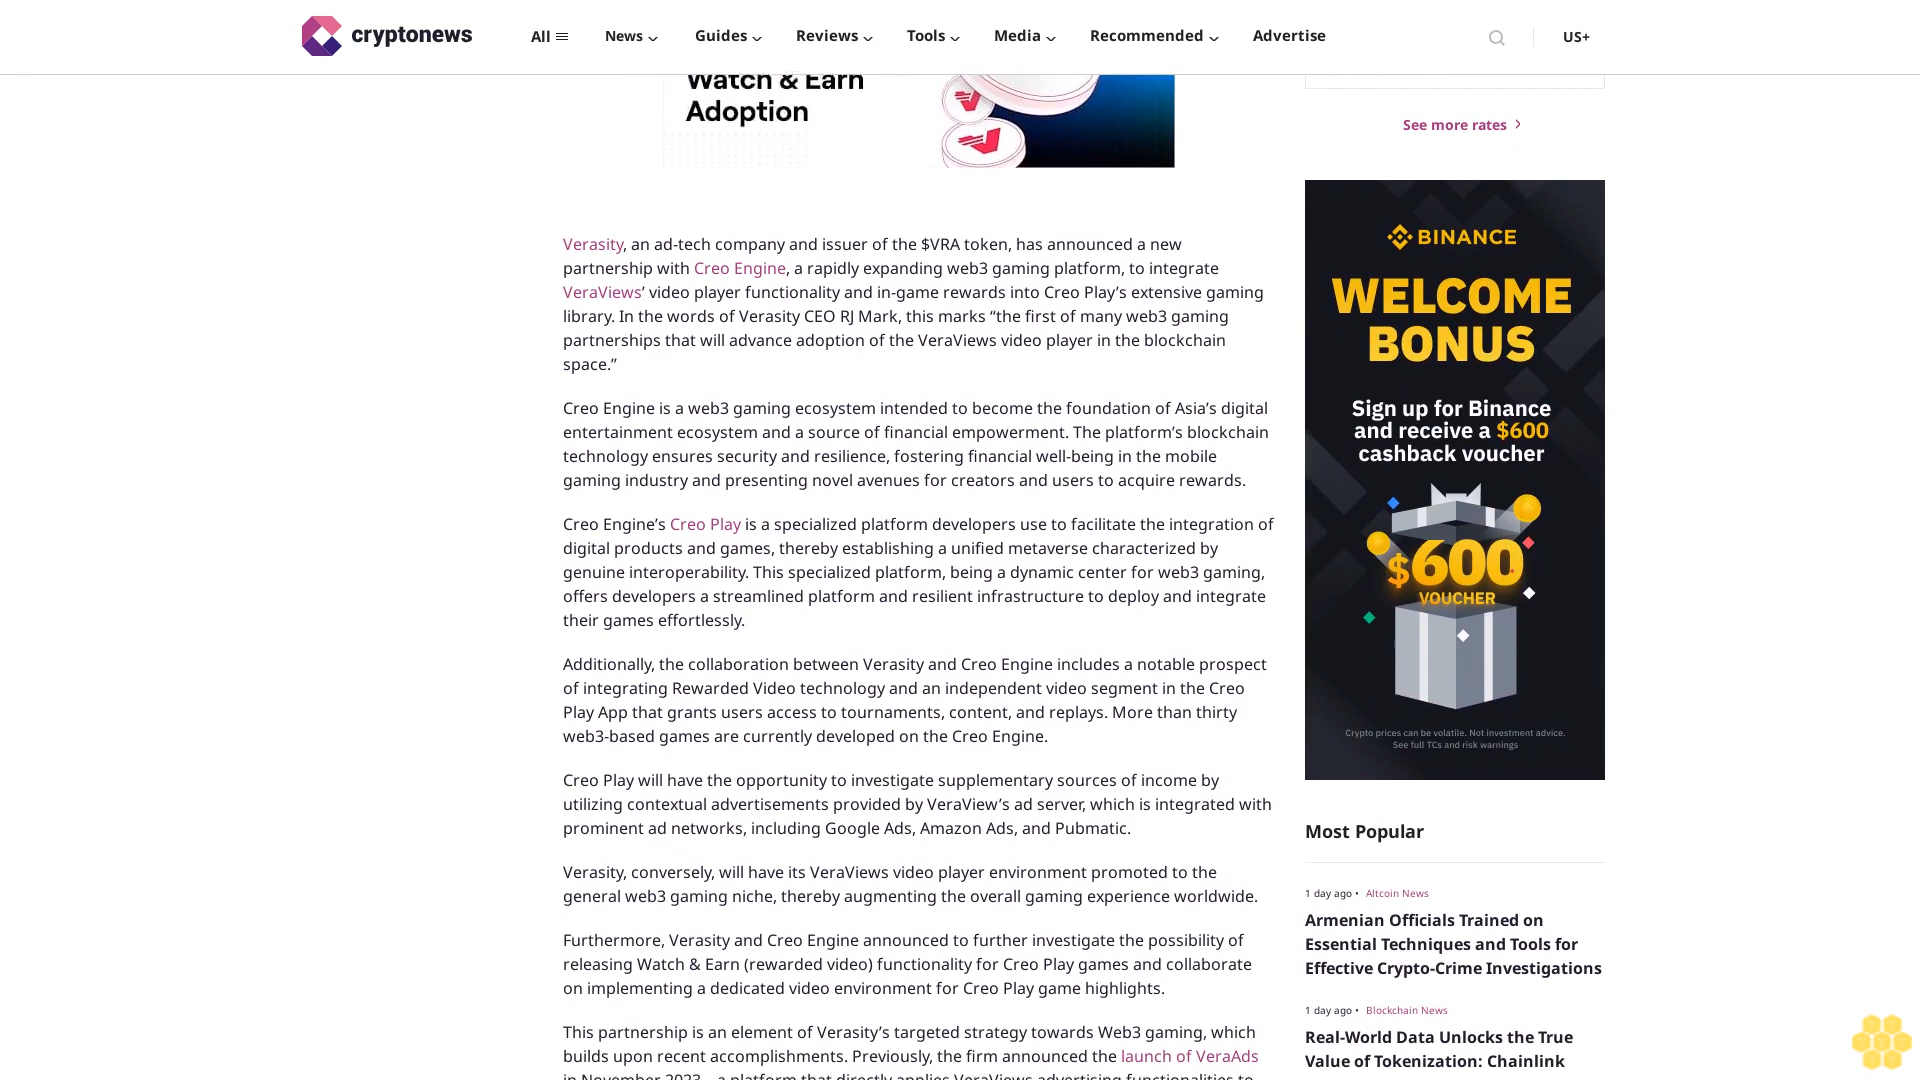 cryptonews
All
News
Guides
Reviews
Tools
Media
Recommended
Advertise
US+
Watch & Earn
Adoption
See more rates
Verasity, an ad-tech company and issuer of the $VRA token, has announced a new
partnership with Creo Engine, a rapidly expanding web3 gaming platform, to integrate
VeraViews’ video player functionality and in-game rewards into Creo Play’s extensive gaming
library. In the words of Verasity CEO RJ Mark, this marks “the first of many web3 gaming
partnerships that will advance adoption of the VeraViews video player in the blockchain
space.”
Creo Engine is a web3 gaming ecosystem intended to become the foundation of Asia’s digital
entertainment ecosystem and a source of financial empowerment. The platform’s blockchain
technology ensures security and resilience, fostering financial well-being in the mobile
gaming industry and presenting novel avenues for creators and users to acquire rewards.
Creo Engine’s Creo Play is a specialized platform developers use to facilitate the integration of
digital products and games, thereby establishing a unified metaverse characterized by
genuine interoperability. This specialized platform, being a dynamic center for web3 gaming,
offers developers a streamlined platform and resilient infrastructure to deploy and integrate
their games effortlessly.
Additionally, the collaboration between Verasity and Creo Engine includes a notable prospect
of integrating Rewarded Video technology and an independent video segment in the Creo
Play App that grants users access to tournaments, content, and replays. More than thirty
web3-based games are currently developed on the Creo Engine.
Creo Play will have the opportunity to investigate supplementary sources of income by
utilizing contextual advertisements provided by VeraView’s ad server, which is integrated with
prominent ad networks, including Google Ads, Amazon Ads, and Pubmatic.
Verasity, conversely, will have its VeraViews video player environment promoted to the
general web3 gaming niche, thereby augmenting the overall gaming experience worldwide.
Furthermore, Verasity and Creo Engine announced to further investigate the possibility of
releasing Watch & Earn (rewarded video) functionality for Creo Play games and collaborate
on implementing a dedicated video environment for Creo Play game highlights.
This partnership is an element of Verasity’s targeted strategy towards Web3 gaming, which
builds upon recent accomplishments. Previously, the firm announced the launch of VeraAds
in November 2023 – a platform that directly applies VeraViews advertising functionalities to
BINANCE
WELCOME
BONUS
Sign up for Binance
and receive a $600
cashback voucher
$600
VOUCHER
Crypto prices can be volatile. Not investment advice.
See full TCs and risk warnings
Most Popular
1 day ago • Altcoin News
Armenian Officials Trained on
Essential Techniques and Tools for
Effective Crypto-Crime Investigations
1 day ago • Blockchain News
Real-World Data Unlocks the True
Value of Tokenization: Chainlink